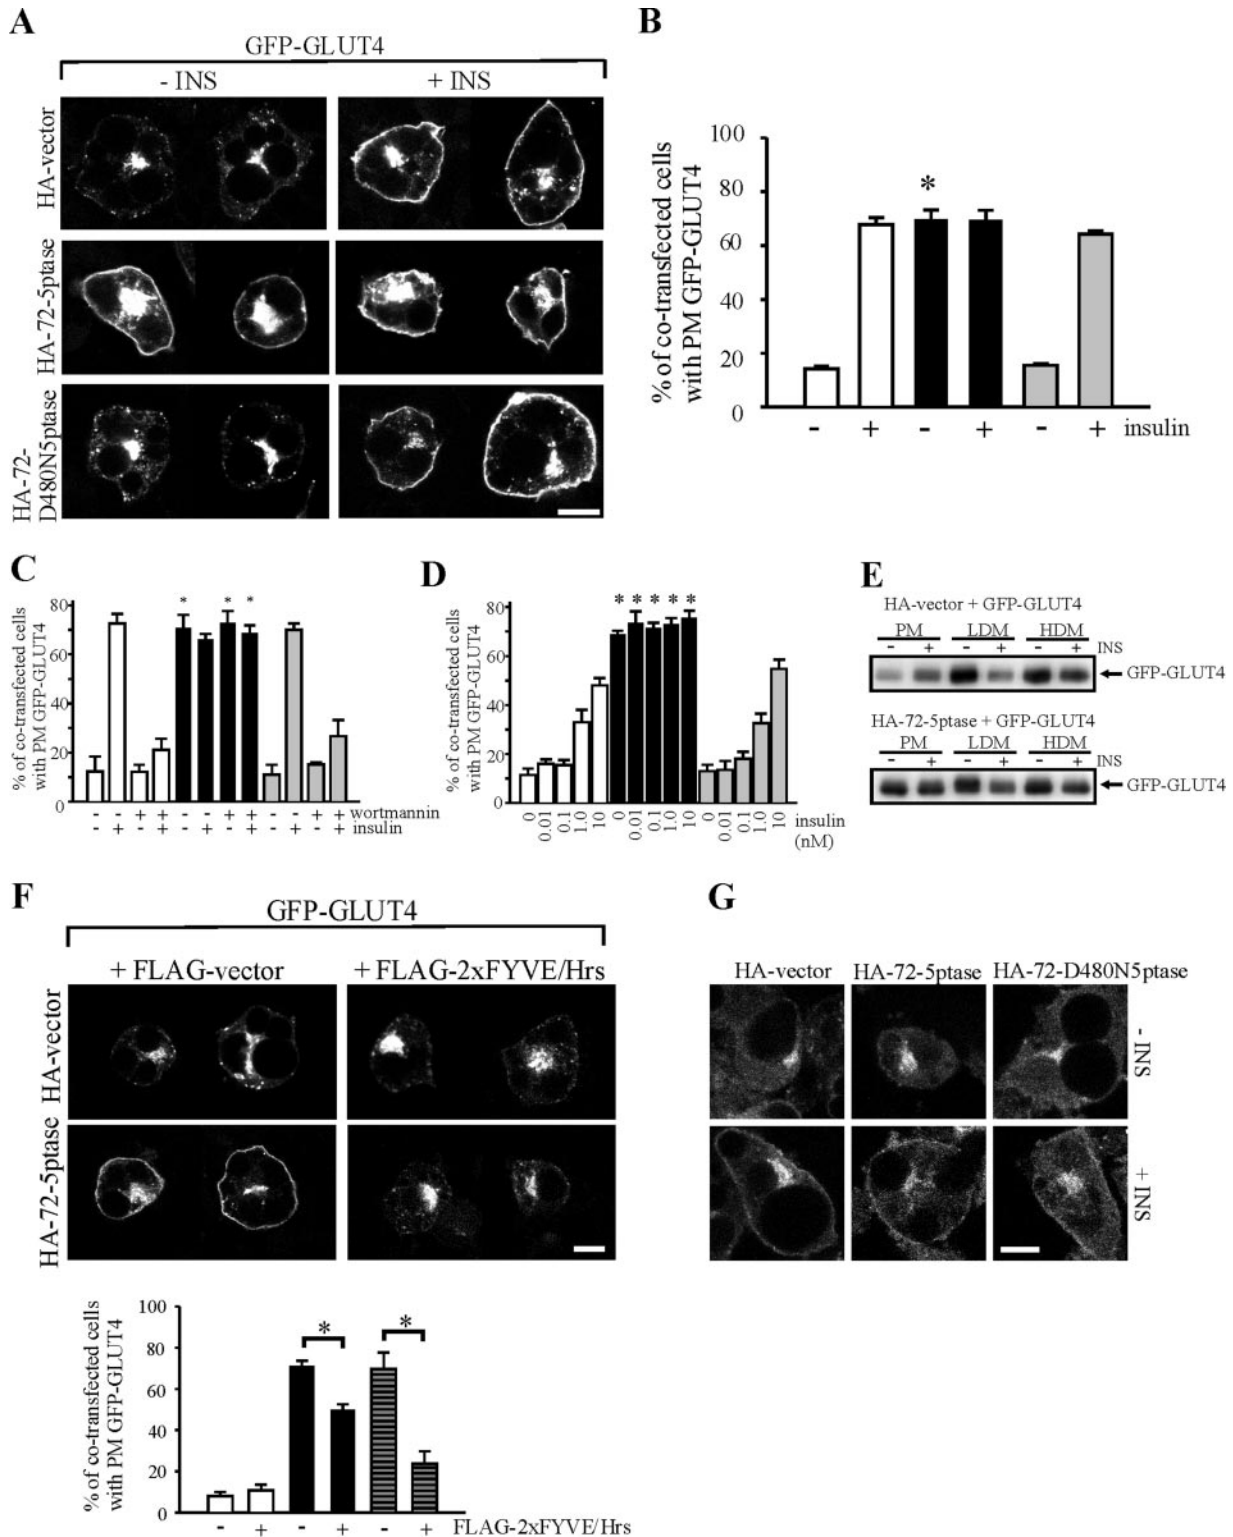 A
GFP-GLUT4
- INS
+ INS
HA-vector
HA-72-5ptase
HA-72-
D480N5ptase
B
% of co-transfected cells
with PM GFP-GLUT4
100
80
60
40
20
0
*
- + - + - + insulin
C
% of co-transfected cells
with PM GFP-GLUT4
80
60
40
20
0
* * *
- - + + - - + + - - + + wortmannin
- + - + - + - + - + - + insulin
D
% of co-transfected cells
with PM GFP-GLUT4
80
60
40
20
0
* * * * *
0 0.01 0.1 1.0 10 0 0.01 0.1 1.0 10 0 0.01 0.1 1.0 10 insulin
(nM)
E
HA-vector + GFP-GLUT4
PM LDM HDM
- + - + - + INS
GFP-GLUT4
HA-72-5ptase + GFP-GLUT4
PM LDM HDM
- + - + - + INS
GFP-GLUT4
F
GFP-GLUT4
+ FLAG-vector
+ FLAG-2xFYVE/Hrs
HA-vector
HA-72-5ptase
% of co-transfected cells
with PM GFP-GLUT4
100
80
60
40
20
0
* *
- + - + - + FLAG-2xFYVE/Hrs
G
HA-vector HA-72-5ptase HA-72-D480N5ptase
- INS
+ INS